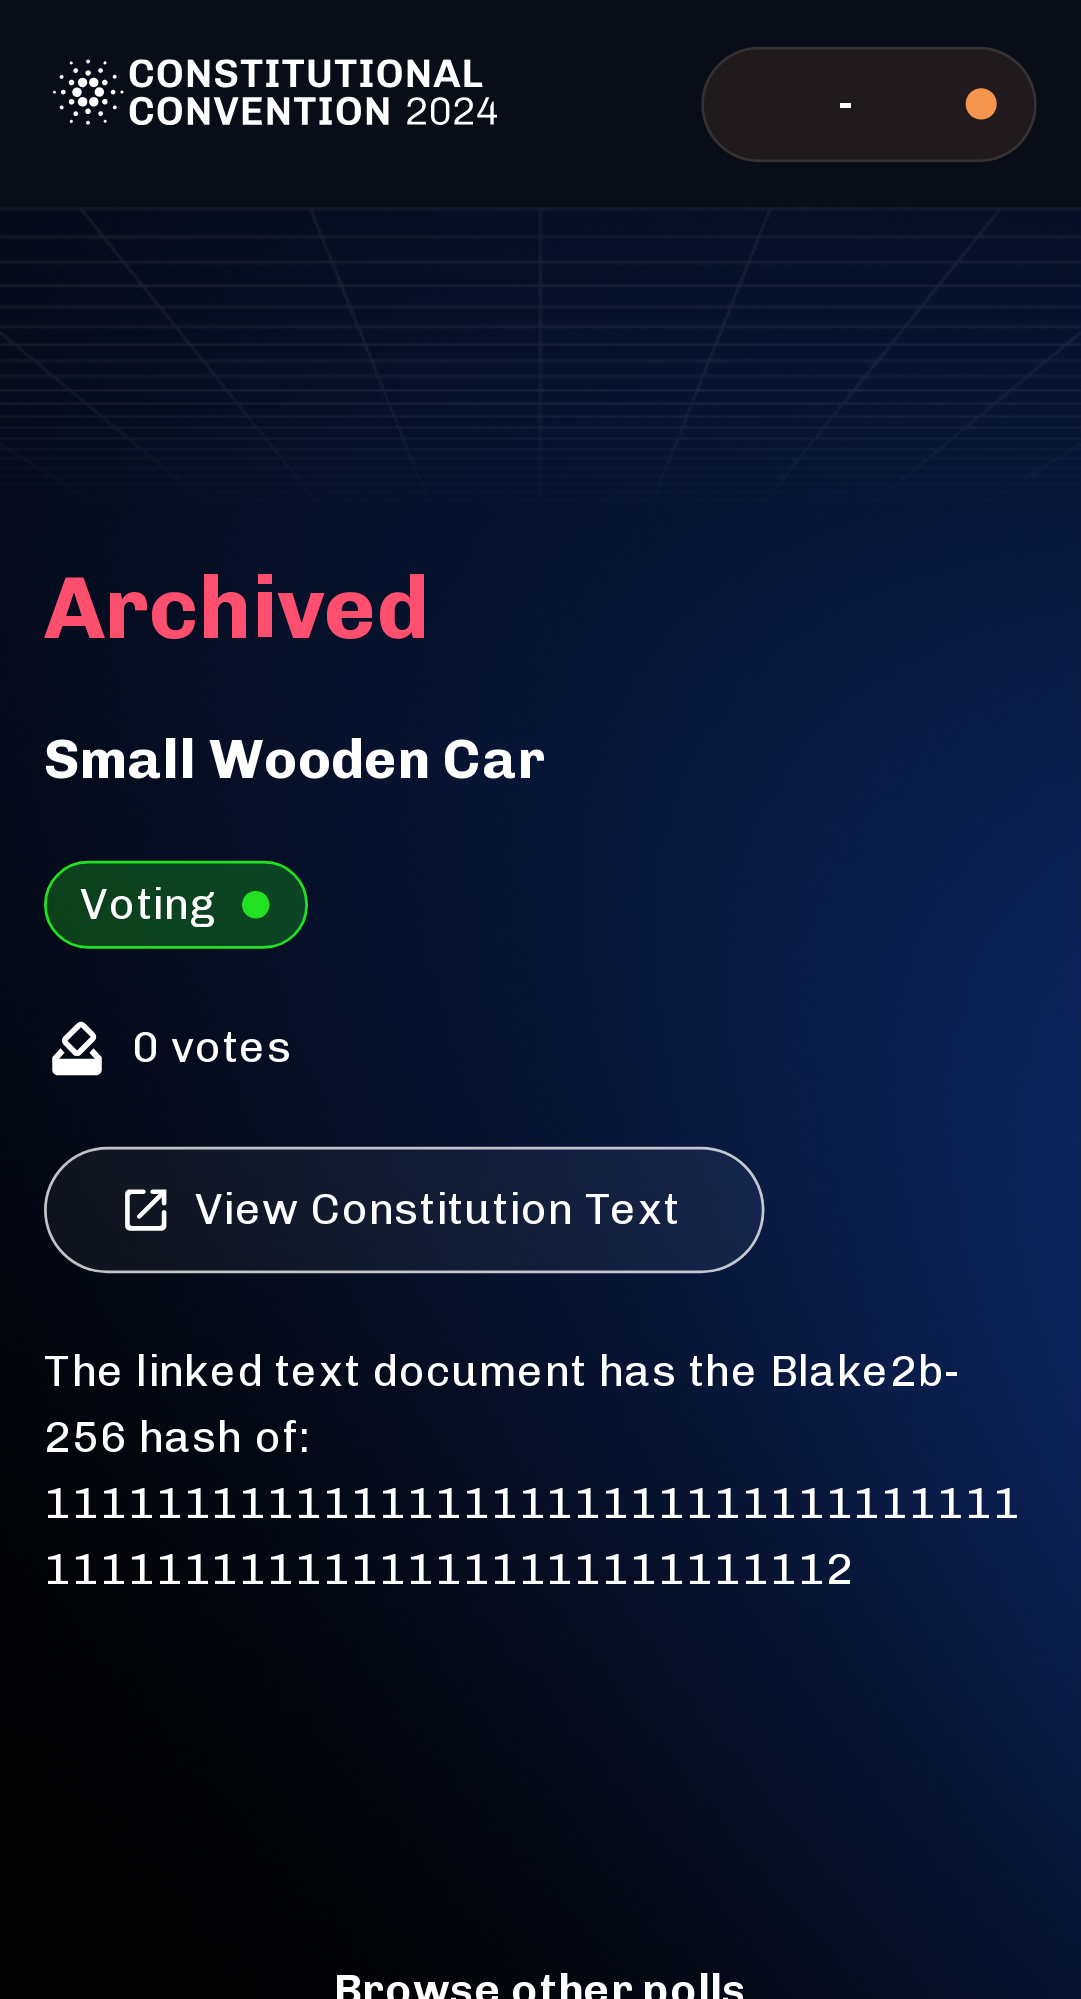 CONSTITUTIONAL
CONVENTION 2024
-
Archived
Small Wooden Car
Voting
0 votes
View Constitution Text
The linked text document has the Blake2b-
256 hash of:
11111111111111111111111111111111111
11111111111111111111111111112
Browse other polls